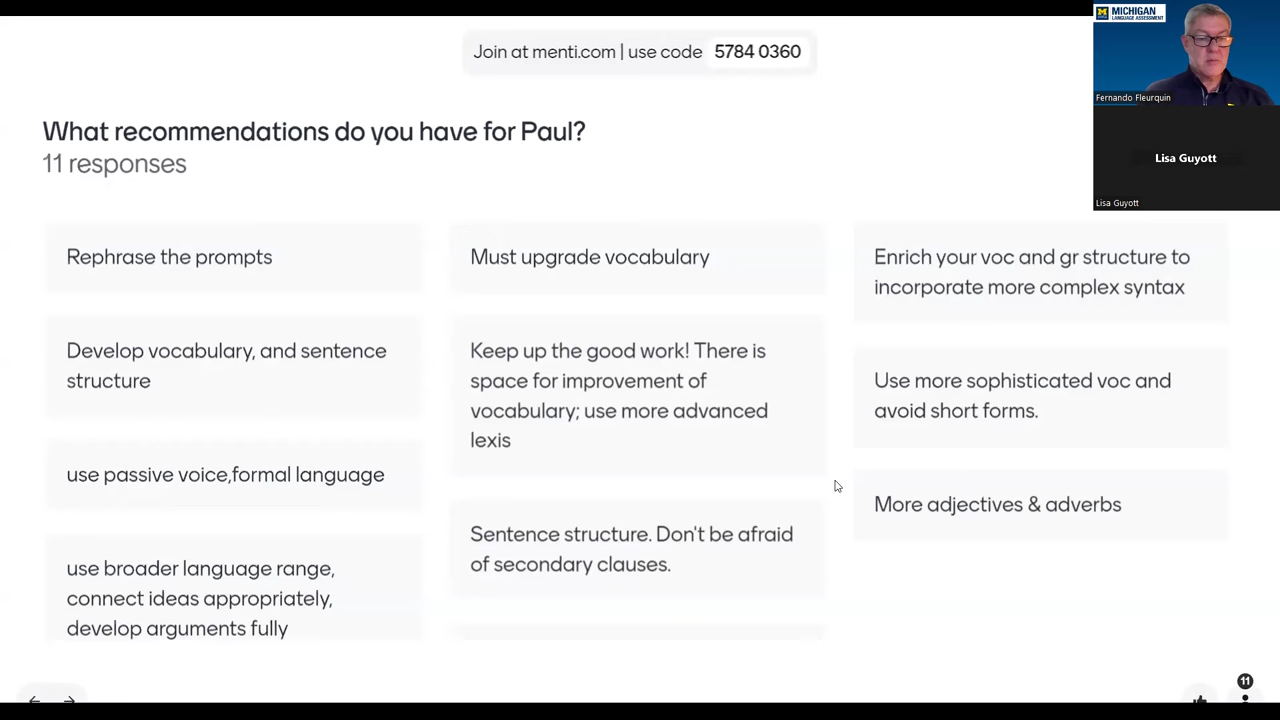 Join at menti.com | use code 5784 0360
MICHIGAN
LANGUAGE ASSESSMENT
Fernando Fleurquin
Lisa Guyott
Lisa Guyott
What recommendations do you have for Paul?
11 responses
Rephrase the prompts
Develop vocabulary, and sentence
structure
use passive voice,formal language
use broader language range,
connect ideas appropriately,
develop arguments fully
Must upgrade vocabulary
Keep up the good work! There is
space for improvement of
vocabulary; use more advanced
lexis
Sentence structure. Don't be afraid
of secondary clauses.
Enrich your voc and gr structure to
incorporate more complex syntax
Use more sophisticated voc and
avoid short forms.
More adjectives & adverbs
11